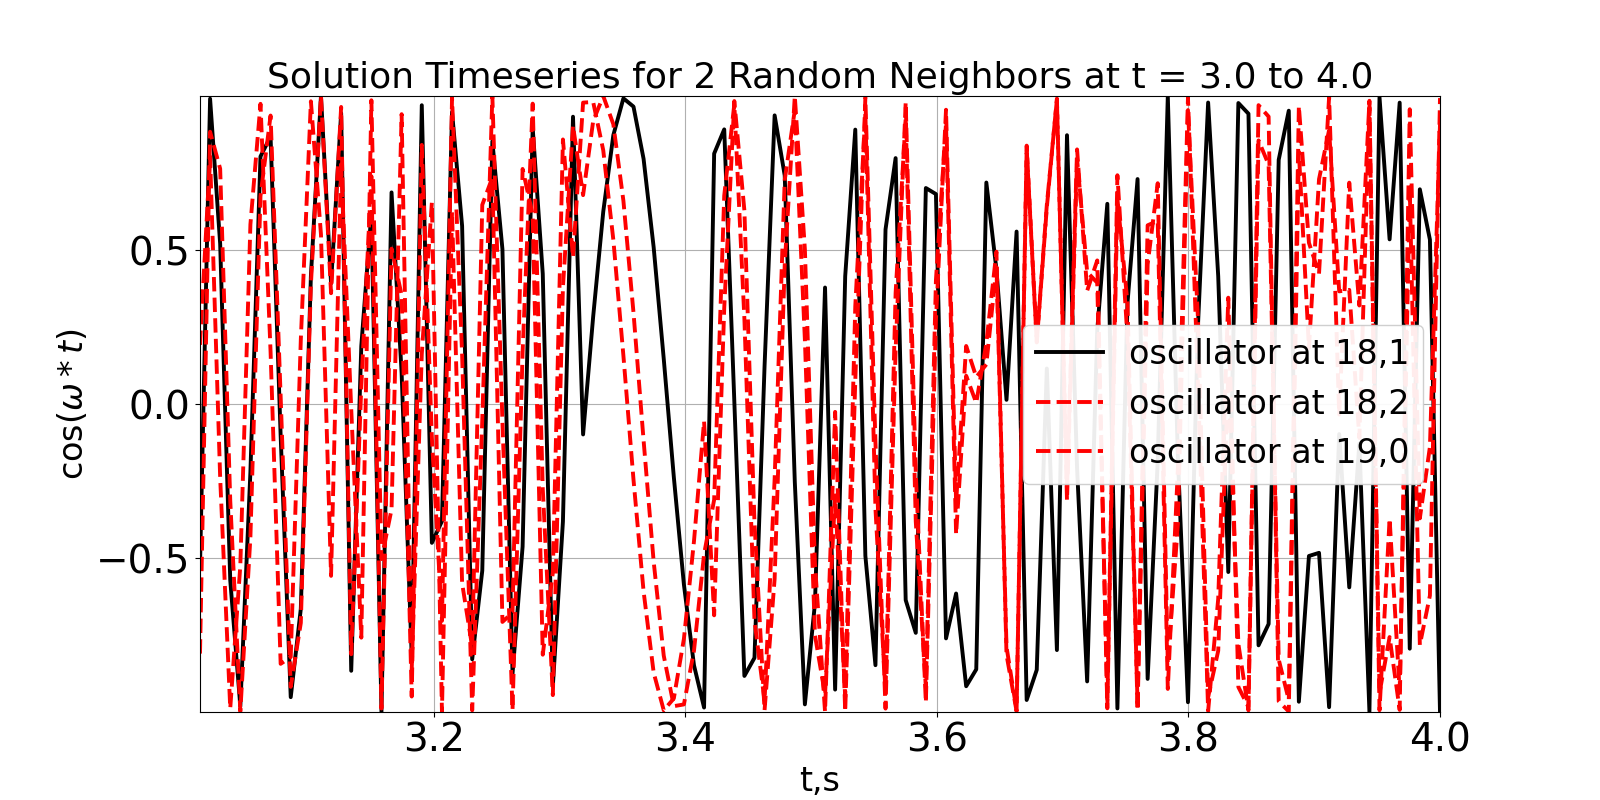 Solution Timeseries for 2 Random Neighbors at t = 3.0 to 4.0
cos(ω * t)
0.5
0.0
−0.5
oscillator at 18,1
oscillator at 18,2
oscillator at 19,0
3.2
3.4
3.6
3.8
4.0
t,s